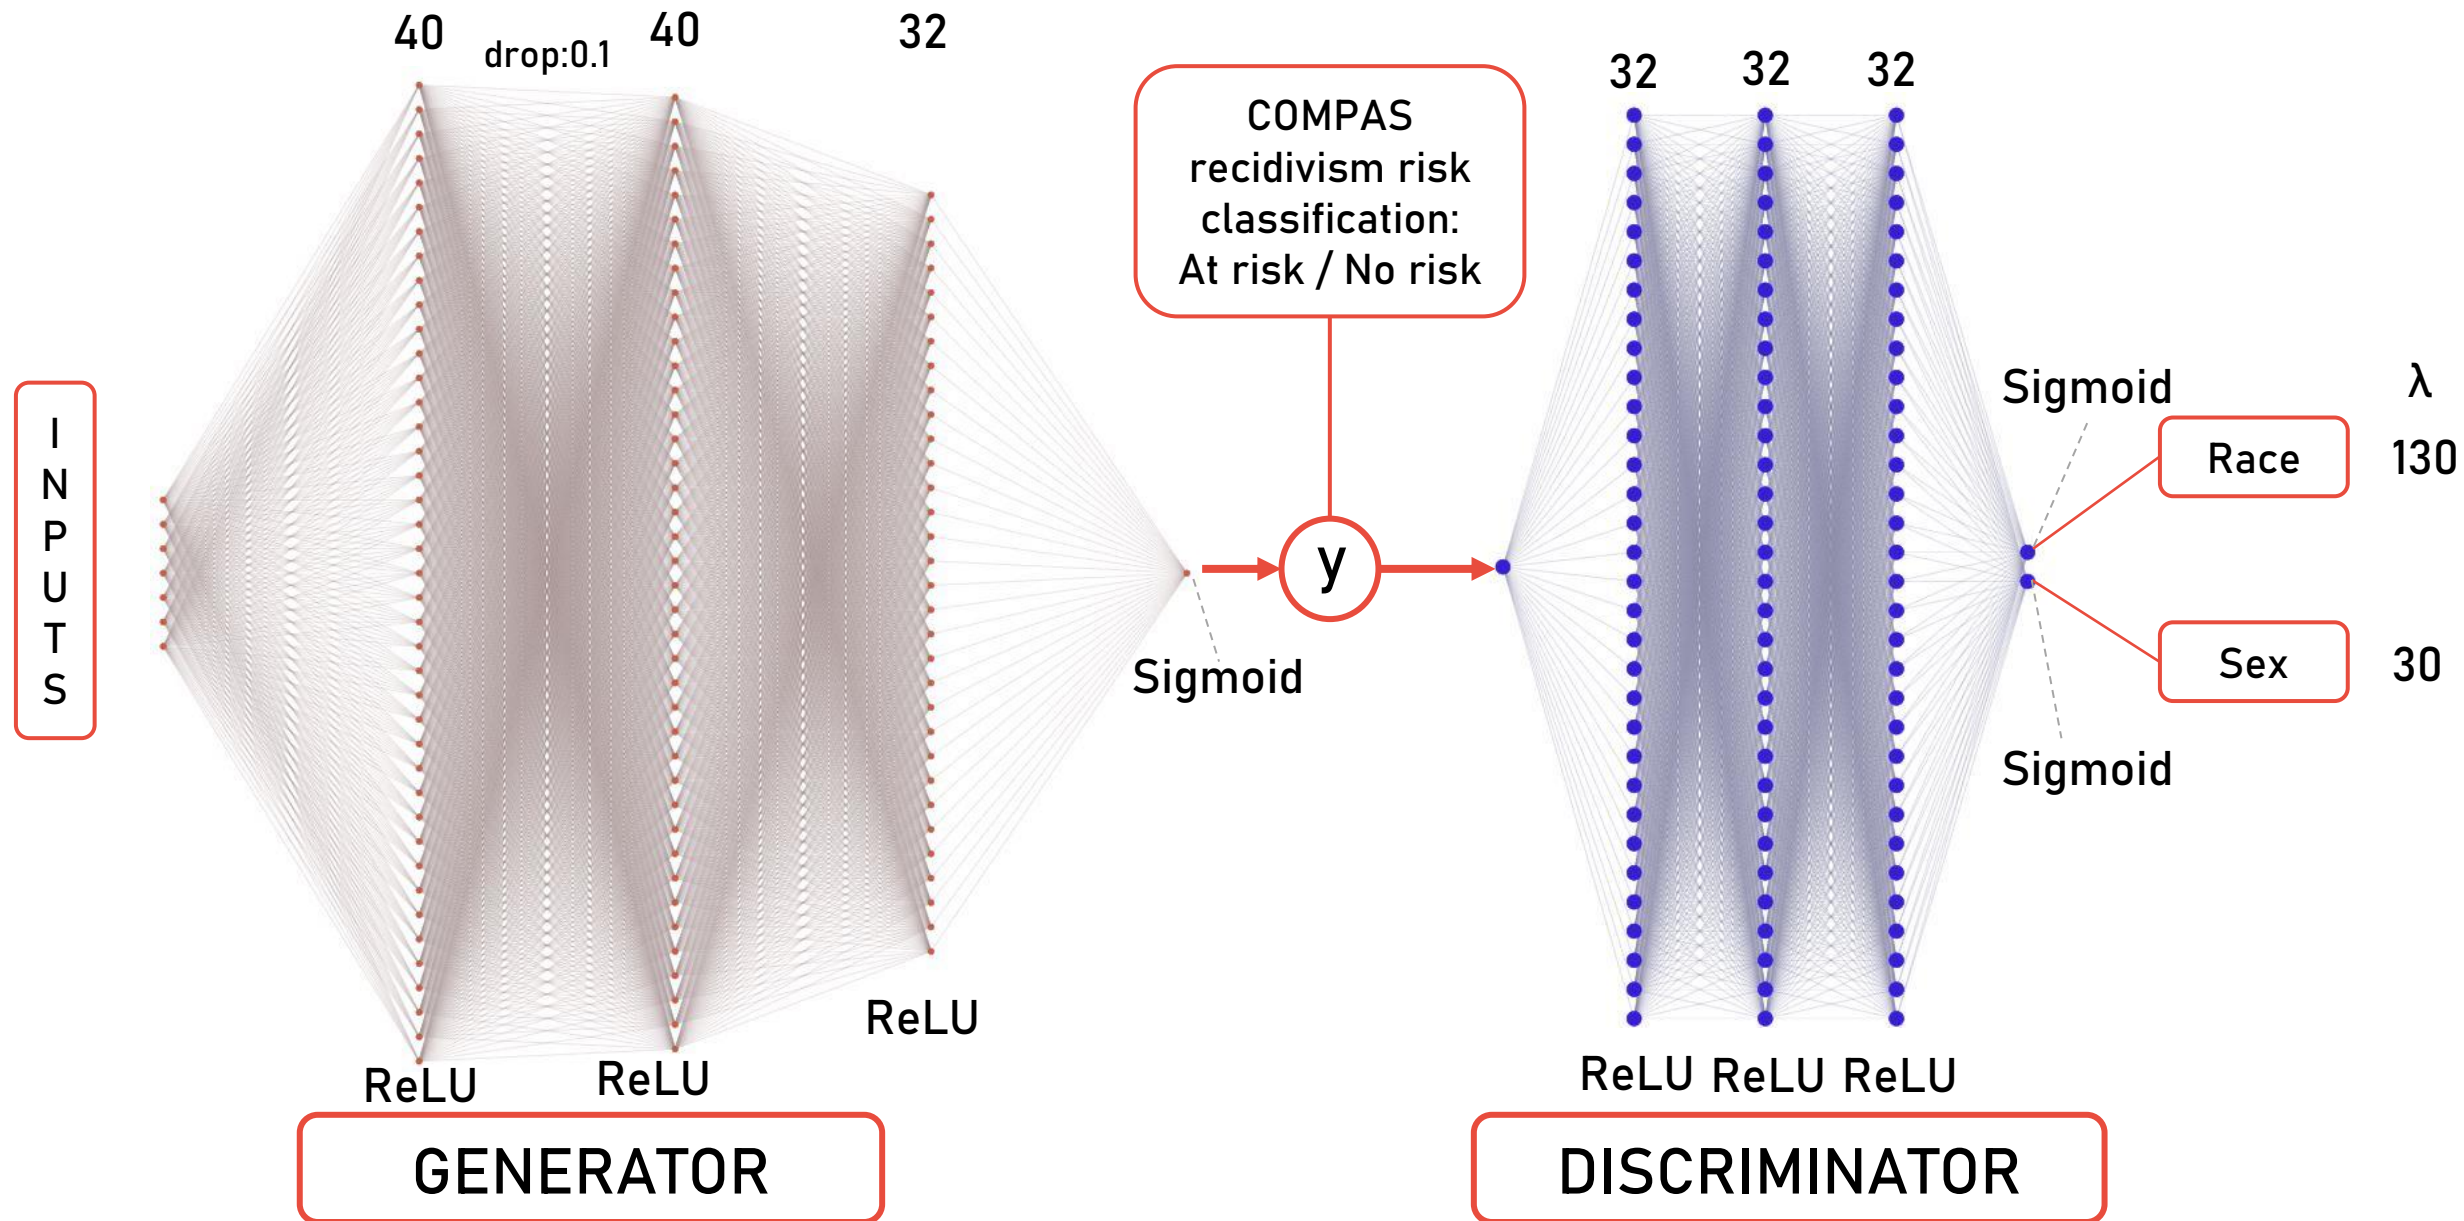 40
drop:0.1
40
32
I
N
P
U
T
S
ReLU
ReLU
ReLU
Sigmoid
GENERATOR
COMPAS
recidivism risk
classification:
At risk / No risk
y
32
32
32
ReLU
ReLU
ReLU
Sigmoid
λ
Race
130
Sex
30
Sigmoid
DISCRIMINATOR